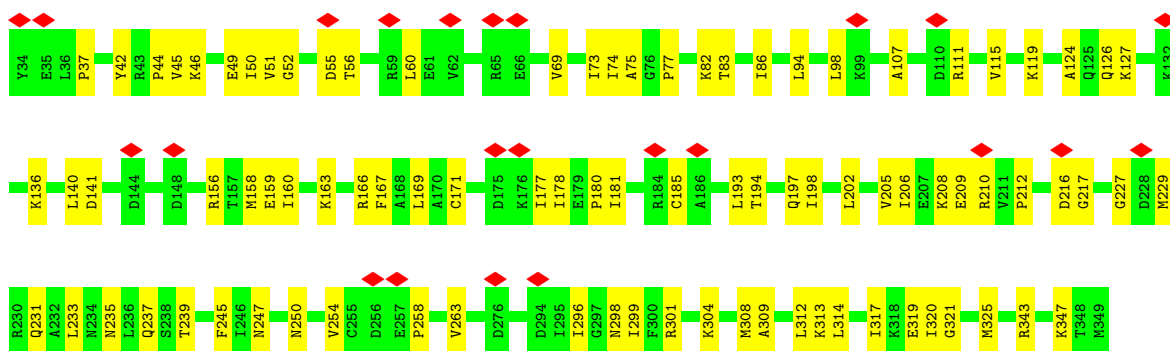 Y34 E35 L36 P37 Y42 R43 P44 V45 K46 E49 I50 V51 G52 D55 T56 R59 L60 E61 V62 R65 E66 V69 I73 I74 A75 G76 P77 K82 T83 I86 L94 L98 K99 A107 D110 R111 V115 K119 A124 Q125 Q126 K127 K132
K136 L140 D141 D144 D148 R156 T157 M158 E159 I160 K163 R166 F167 A168 L169 A170 C171 D175 K176 I177 I178 E179 P180 I181 R184 C185 A186 L193 T194 Q197 I198 L202 V205 I206 E207 K208 E209 R210 V211 P212 D216 G217 G227 D228 M229
R230 Q231 A232 L233 N234 N235 L236 Q237 S238 T239 F245 I246 N247 N250 V254 C255 D256 E257 P258 V263 D276 D294 I295 I296 G297 N298 I299 F300 R301 K304 M308 A309 L312 K313 L314 I317 K318 E319 I320 G321 M325 R343 K347 T348 M349